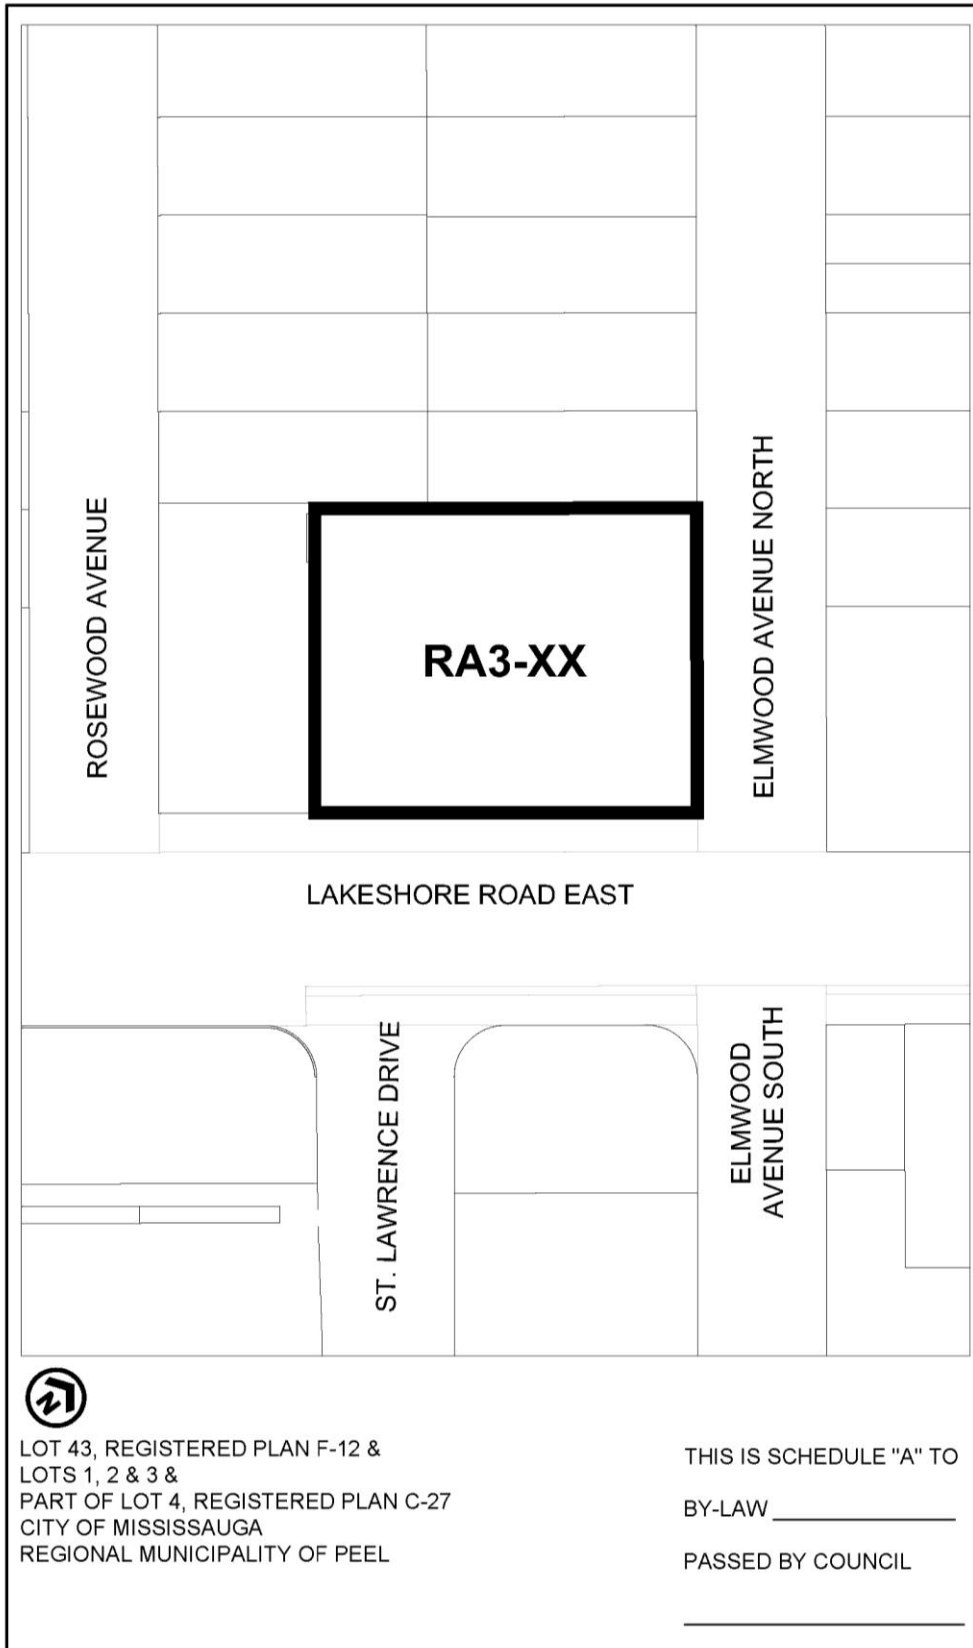 ROSEWOOD AVENUE
RA3-XX
ELMWOOD AVENUE NORTH
LAKESHORE ROAD EAST
ST. LAWRENCE DRIVE
ELMWOOD
AVENUE SOUTH
N
LOT 43, REGISTERED PLAN F-12 &
LOTS 1, 2 & 3 &
PART OF LOT 4, REGISTERED PLAN C-27
CITY OF MISSISSAUGA
REGIONAL MUNICIPALITY OF PEEL
THIS IS SCHEDULE "A" TO
BY-LAW
PASSED BY COUNCIL